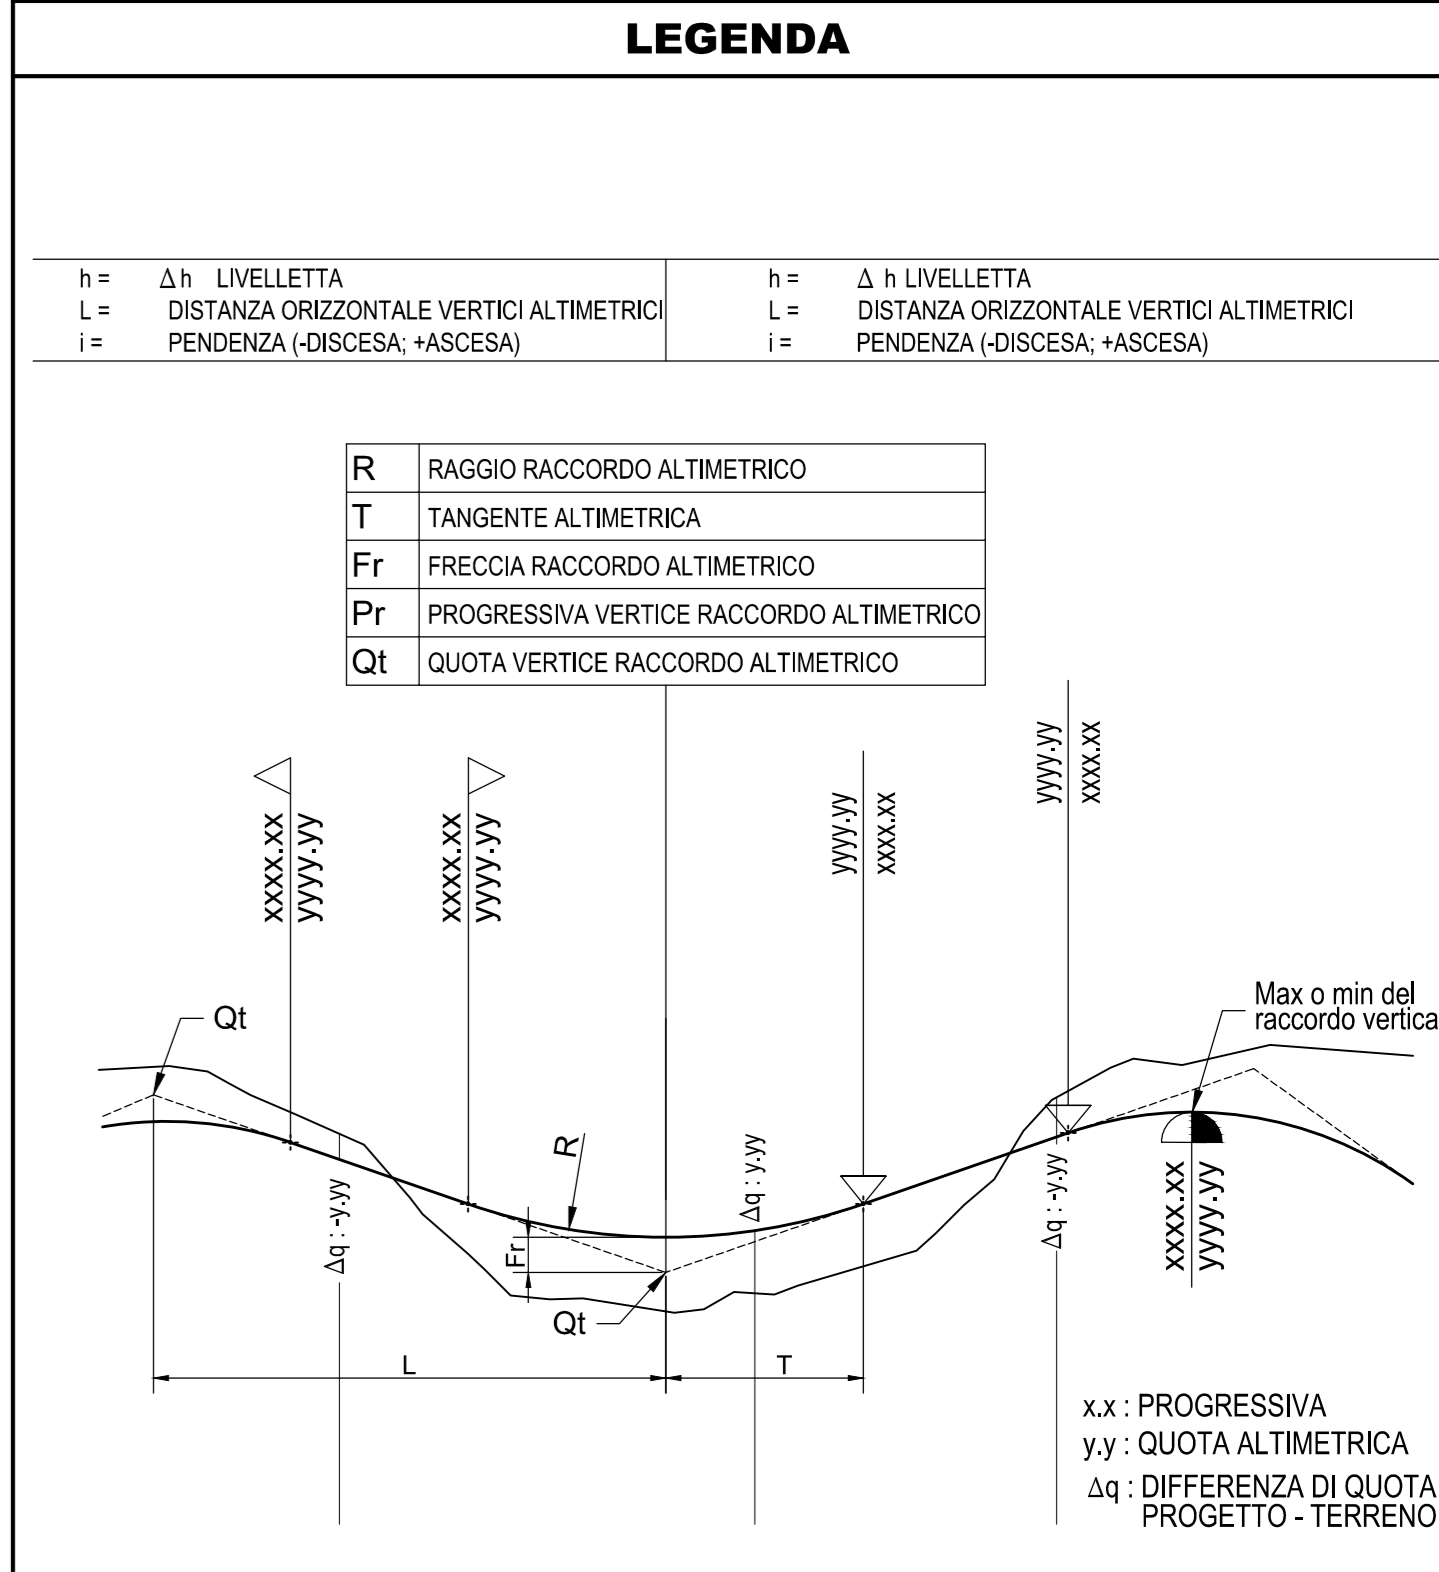 LEGENDA
h = Δ h LIVELLETTA
L = DISTANZA ORIZZONTALE VERTICI ALTIMETRICI
i = PENDENZA (-DISCESA; +ASCESA)
h = Δ h LIVELLETTA
L = DISTANZA ORIZZONTALE VERTICI ALTIMETRICI
i = PENDENZA (-DISCESA; +ASCESA)
R RAGGIO RACCORDO ALTIMETRICO
T TANGENTE ALTIMETRICA
Fr FRECCIA RACCORDO ALTIMETRICO
Pr PROGRESSIVA VERTICE RACCORDO ALTIMETRICO
Qt QUOTA VERTICE RACCORDO ALTIMETRICO
xxxx.xx
yyyy.yy
xxxx.xx
yyyy.yy
yyyy.yy
xxxx.xx
yyyy.yy
xxxx.xx
Qt
Max o min del
raccordo vertica
R
Δq : -y.yy
Fr
Δq : y.yy
Δq : -y.yy
xxxx.xx
yyyy.yy
Qt
L
T
x.x : PROGRESSIVA
y.y : QUOTA ALTIMETRICA
Δq : DIFFERENZA DI QUOTA
PROGETTO - TERRENO